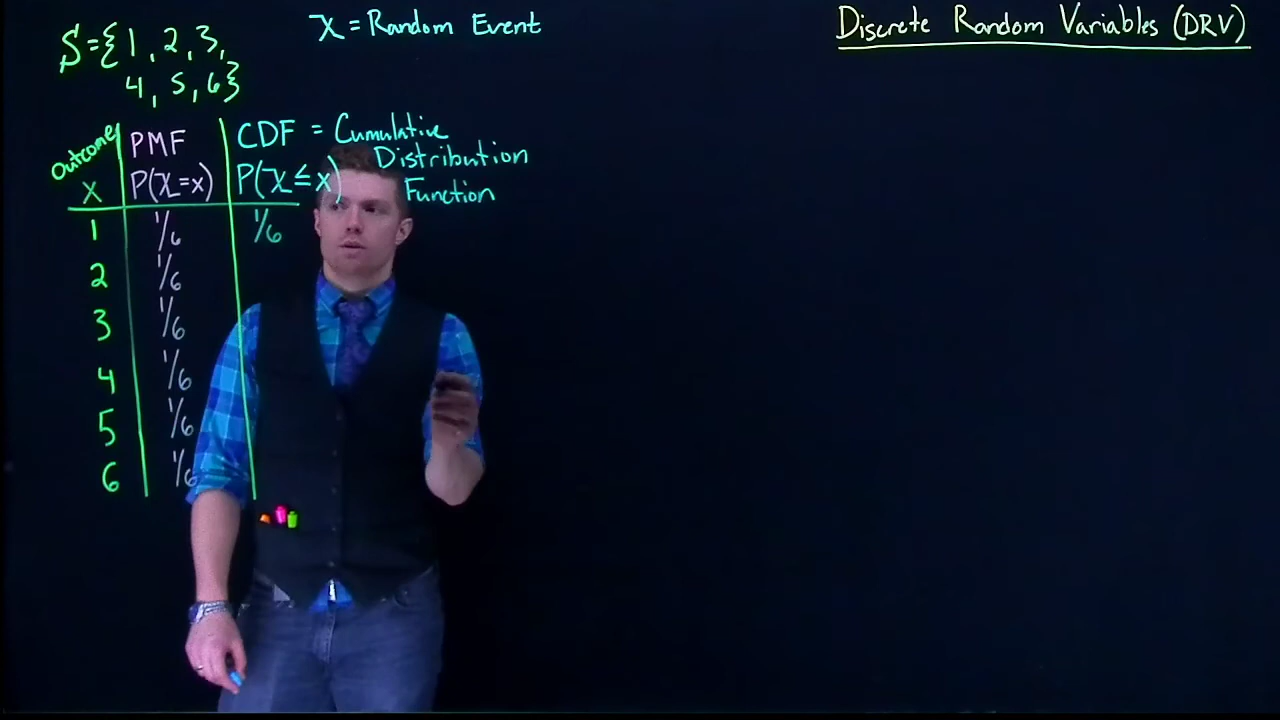 S={1,2,3,
4,5,6}
X = Random Event
Discrete Random Variables (DRV)
Outcome PMF CDF = Cumulative
Distribution
x P(X=x) P(X≤x) Function
1 1/6 1/6
2 1/6
3 1/6
4 1/6
5 1/6
6 1/6